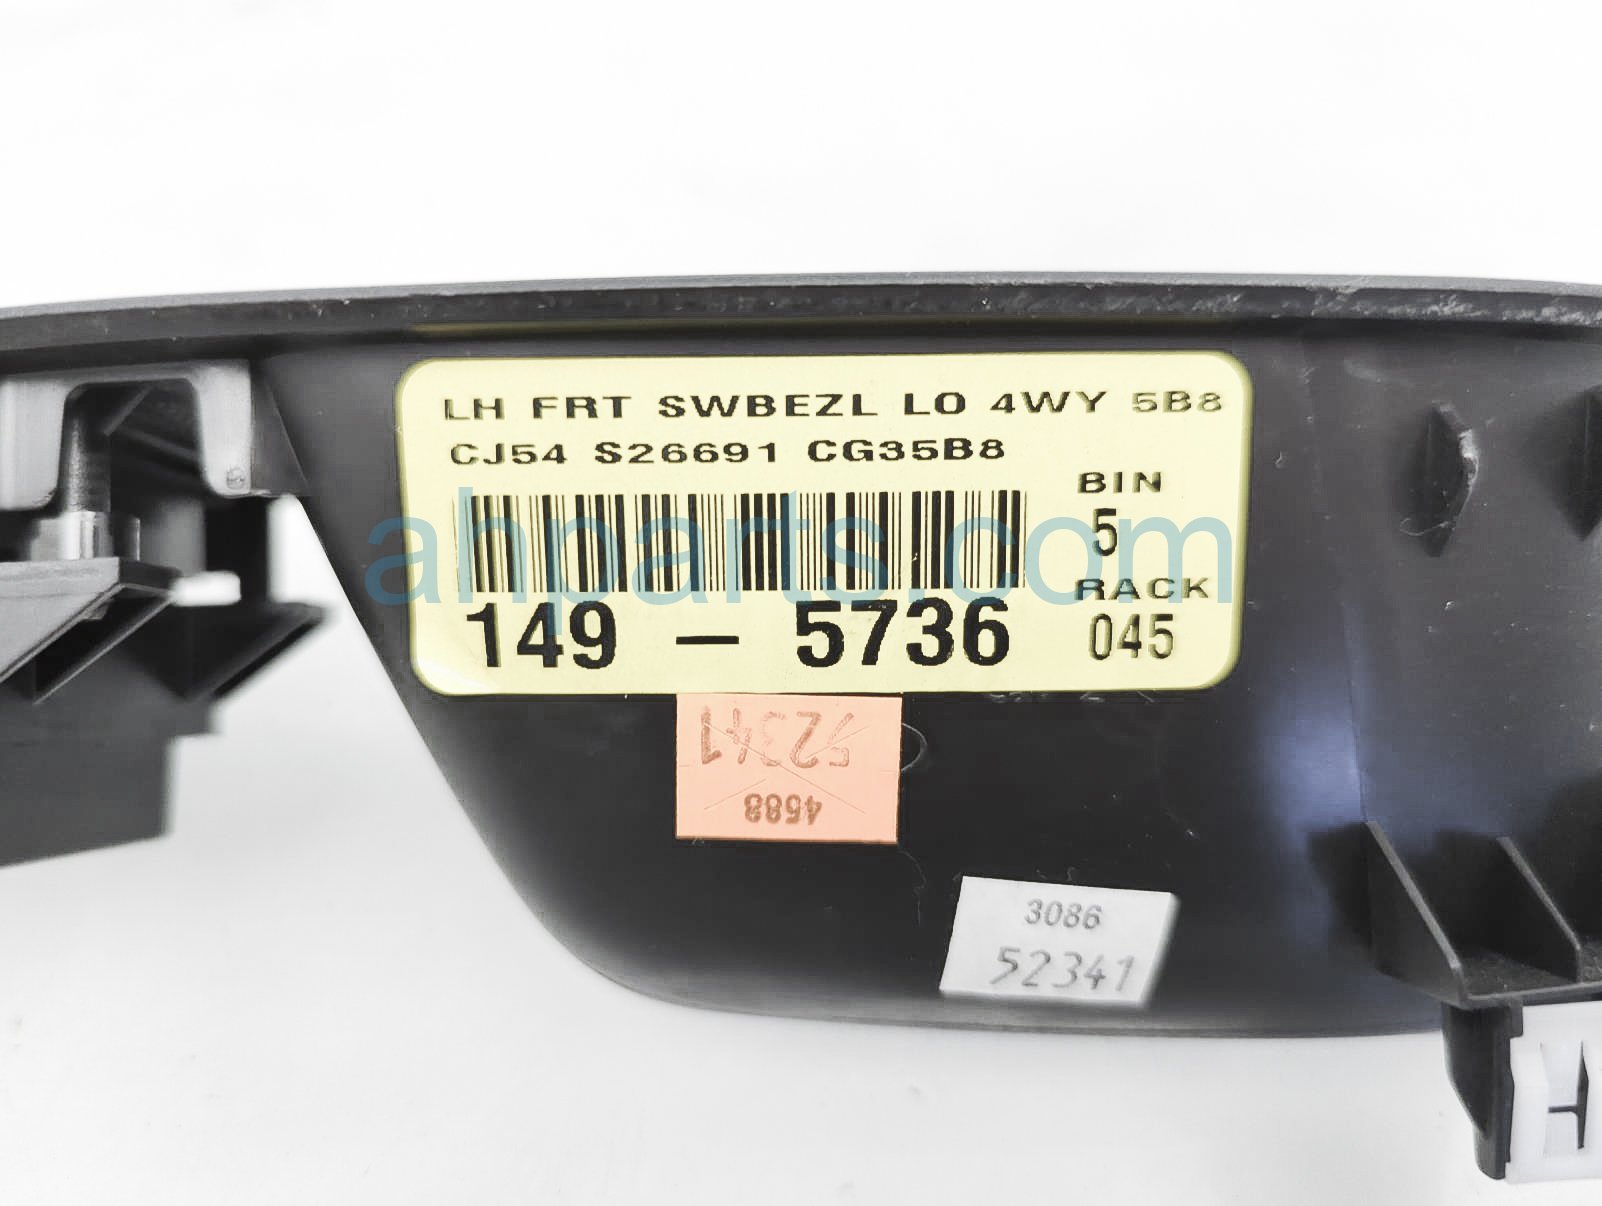 LH FRT SWBEZL LO 4WY 5B8
CJ54 S26691 CG35B8
BIN
5
RACK
045
149 - 5736
ahparts.com
52341
4688
3086
52341